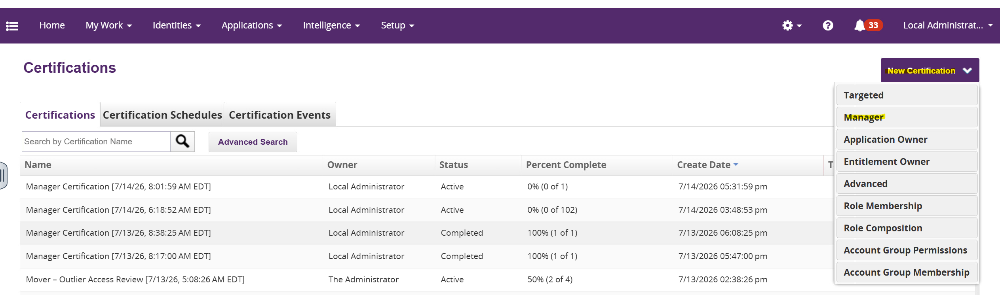 Home My Work Identities Applications Intelligence Setup 33 Local Administrat...
Certifications
New Certification
Targeted
Manager
Application Owner
Entitlement Owner
Advanced
Role Membership
Role Composition
Account Group Permissions
Account Group Membership
Certifications Certification Schedules Certification Events
Search by Certification Name Advanced Search
Name Owner Status Percent Complete Create Date
Manager Certification [7/14/26, 8:01:59 AM EDT] Local Administrator Active 0% (0 of 1) 7/14/2026 05:31:59 pm
Manager Certification [7/14/26, 6:18:52 AM EDT] Local Administrator Active 0% (0 of 102) 7/14/2026 03:48:53 pm
Manager Certification [7/13/26, 8:38:25 AM EDT] Local Administrator Completed 100% (1 of 1) 7/13/2026 06:08:25 pm
Manager Certification [7/13/26, 8:17:00 AM EDT] Local Administrator Completed 100% (1 of 1) 7/13/2026 05:47:00 pm
Mover – Outlier Access Review [7/13/26, 5:08:26 AM EDT] The Administrator Active 50% (2 of 4) 7/13/2026 02:38:26 pm